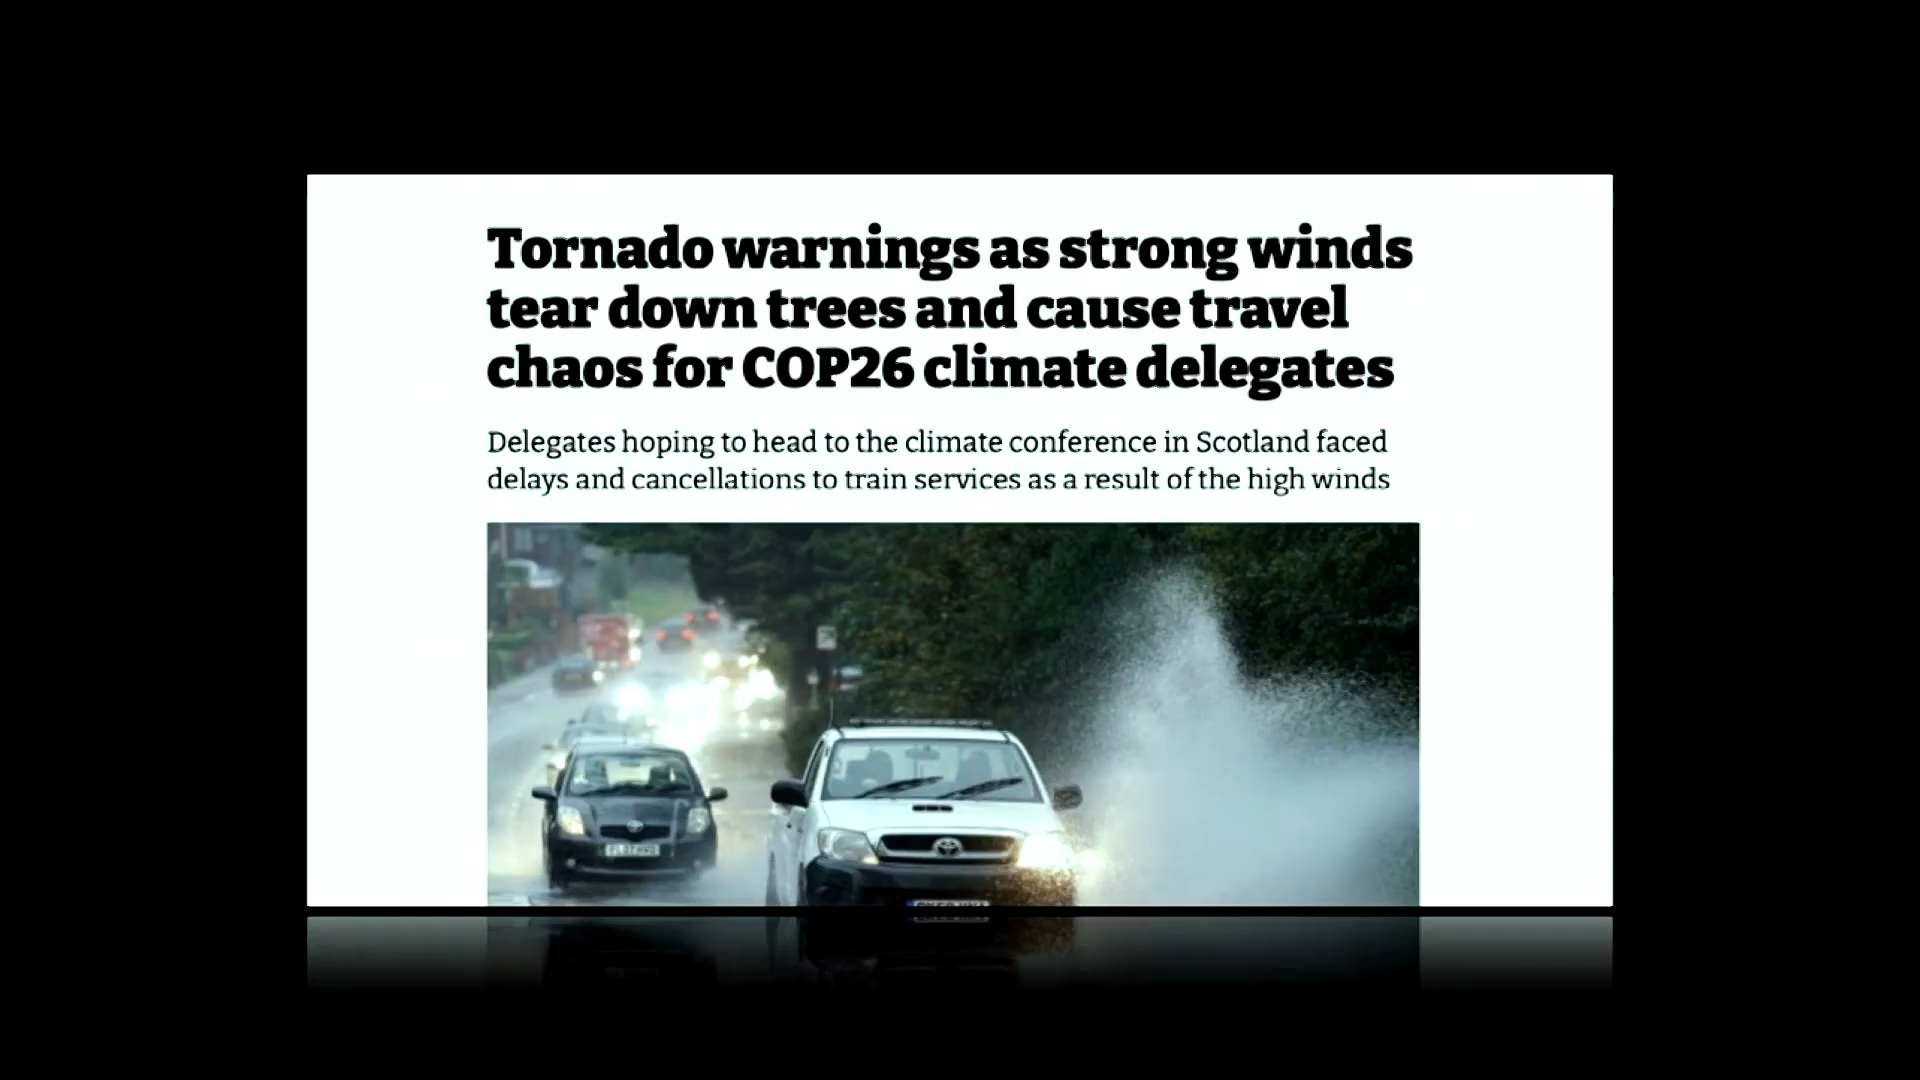 Tornado warnings as strong winds
tear down trees and cause travel
chaos for COP26 climate delegates
Delegates hoping to head to the climate conference in Scotland faced
delays and cancellations to train services as a result of the high winds